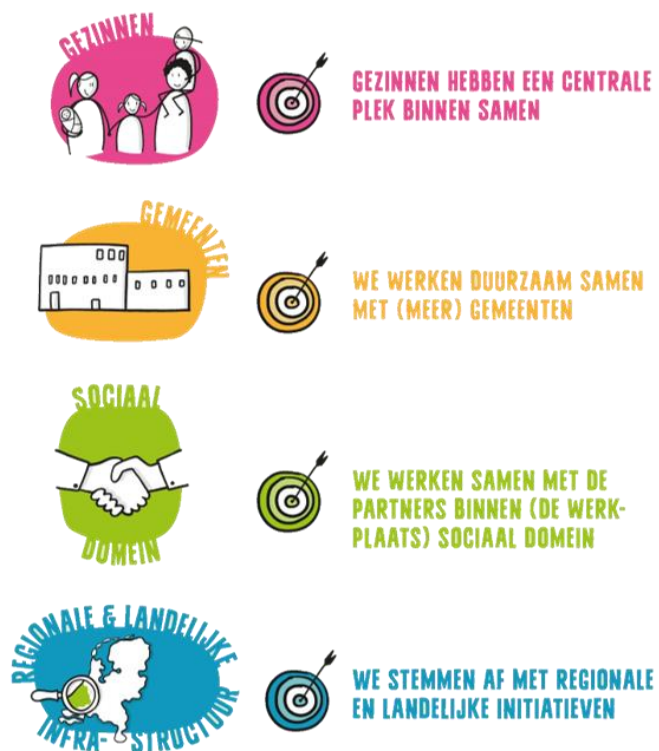 GEZINNEN
GEZINNEN HEBBEN EEN CENTRALE
PLEK BINNEN SAMEN
GEMEENTEN
WE WERKEN DUURZAAM SAMEN
MET (MEER) GEMEENTEN
SOCIAAL
DOMEIN
WE WERKEN SAMEN MET DE
PARTNERS BINNEN (DE WERK-
PLAATS) SOCIAAL DOMEIN
REGIONALE & LANDELIJKE
INFRA- STRUCTUUR
WE STEMMEN AF MET REGIONALE
EN LANDELIJKE INITIATIEVEN